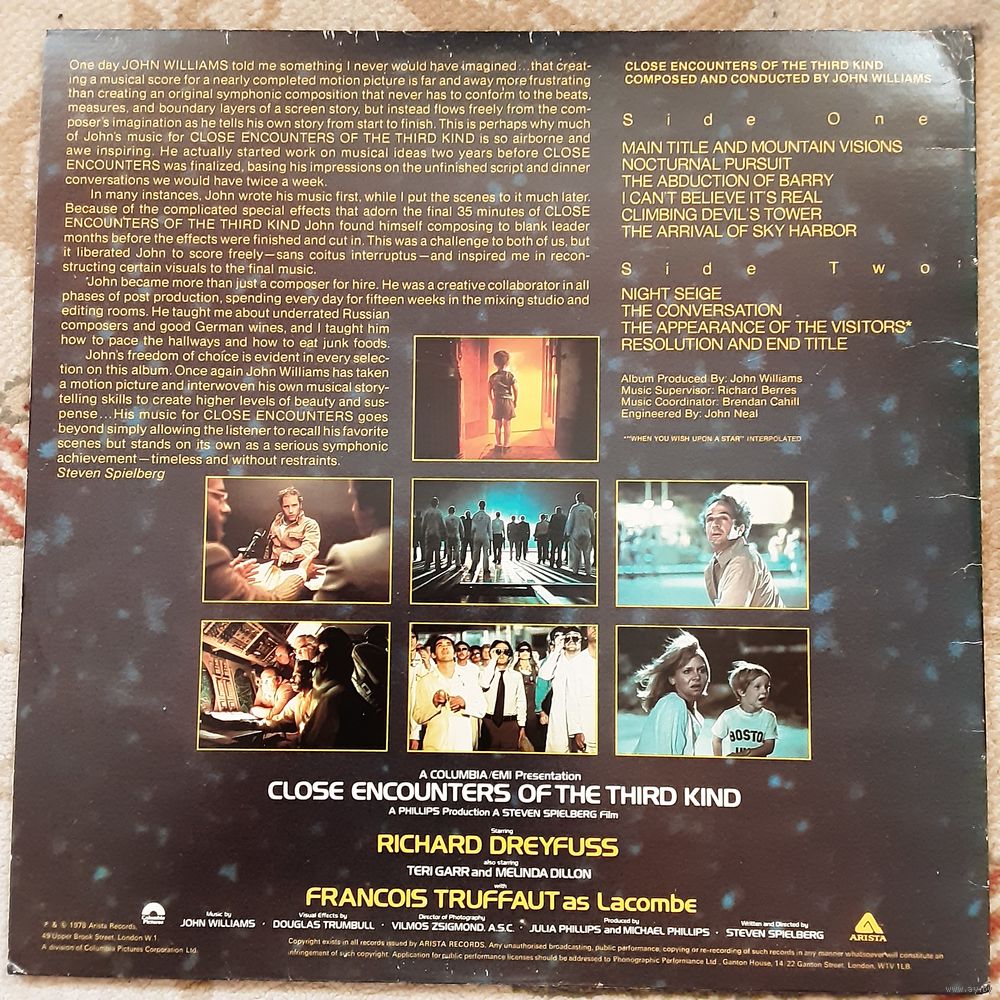 One day JOHN WILLIAMS told me something I never would have imagined...that creat-
ing a musical score for a nearly completed motion picture is far and away more frustrating
than creating an original symphonic composition that never has to conform to the beats,
measures, and boundary layers of a screen story, but instead flows freely from the com-
poser's imagination as he tells his own story from start to finish. This is perhaps why much
of John's music for CLOSE ENCOUNTERS OF THE THIRD KIND is so airborne and
awe inspiring. He actually started work on musical ideas two years before CLOSE
ENCOUNTERS was finalized, basing his impressions on the unfinished script and dinner
conversations we would have twice a week.
In many instances, John wrote his music first, while I put the scenes to it much later.
Because of the complicated special effects that adorn the final 35 minutes of CLOSE
ENCOUNTERS OF THE THIRD KIND John found himself composing to blank leader
months before the effects were finished and cut in. This was a challenge to both of us, but
it liberated John to score freely—sans coitus interruptus—and inspired me in recon-
structing certain visuals to the final music.
John became more than just a composer for hire. He was a creative collaborator in all
phases of post production, spending every day for fifteen weeks in the mixing studio and
editing rooms. He taught me about underrated Russian
composers and good German wines, and I taught him
how to pace the hallways and how to eat junk foods.
John's freedom of choice is evident in every selec-
tion on this album. Once again John Williams has taken
a motion picture and interwoven his own musical story-
telling skills to create higher levels of beauty and sus-
pense...His music for CLOSE ENCOUNTERS goes
beyond simply allowing the listener to recall his favorite
scenes but stands on its own as a serious symphonic
achievement—timeless and without restraints.
Steven Spielberg
CLOSE ENCOUNTERS OF THE THIRD KIND
COMPOSED AND CONDUCTED BY JOHN WILLIAMS
Side One
MAIN TITLE AND MOUNTAIN VISIONS
NOCTURNAL PURSUIT
THE ABDUCTION OF BARRY
I CAN'T BELIEVE IT'S REAL
CLIMBING DEVIL'S TOWER
THE ARRIVAL OF SKY HARBOR
Side Two
NIGHT SEIGE
THE CONVERSATION
THE APPEARANCE OF THE VISITORS*
RESOLUTION AND END TITLE
Album Produced By: John Williams
Music Supervisor: Richard Berres
Music Coordinator: Brendan Cahill
Engineered By: John Neal
*"WHEN YOU WISH UPON A STAR" INTERPOLATED
BOSTO
A COLUMBIA/EMI Presentation
CLOSE ENCOUNTERS OF THE THIRD KIND
A PHILLIPS Production A STEVEN SPIELBERG Film
Starring
RICHARD DREYFUSS
also starring
TERI GARR and MELINDA DILLON
with
FRANCOIS TRUFFAUT as Lacombe
Music by
JOHN WILLIAMS
Visual Effects by
DOUGLAS TRUMBULL
Director of Photography
VILMOS ZSIGMOND, A.S.C.
Produced by
JULIA PHILLIPS and MICHAEL PHILLIPS
Written and Directed by
STEVEN SPIELBERG
Columbia
Pictures
℗ & © 1978 Arista Records,
49 Upper Brook Street, London W.1
A division of Columbia Pictures Corporation Ltd.
Copyright exists in all records issued by ARISTA RECORDS. Any unauthorised broadcasting, public performance, copying or re-recording of such records in any manner whatsoever will constitute an
infringement of such copyright. Application for public performance licenses should be addressed to Phonographic Performance Ltd., Ganton House, 14-22 Ganton Street, London, WTV 1LB.
ARISTA